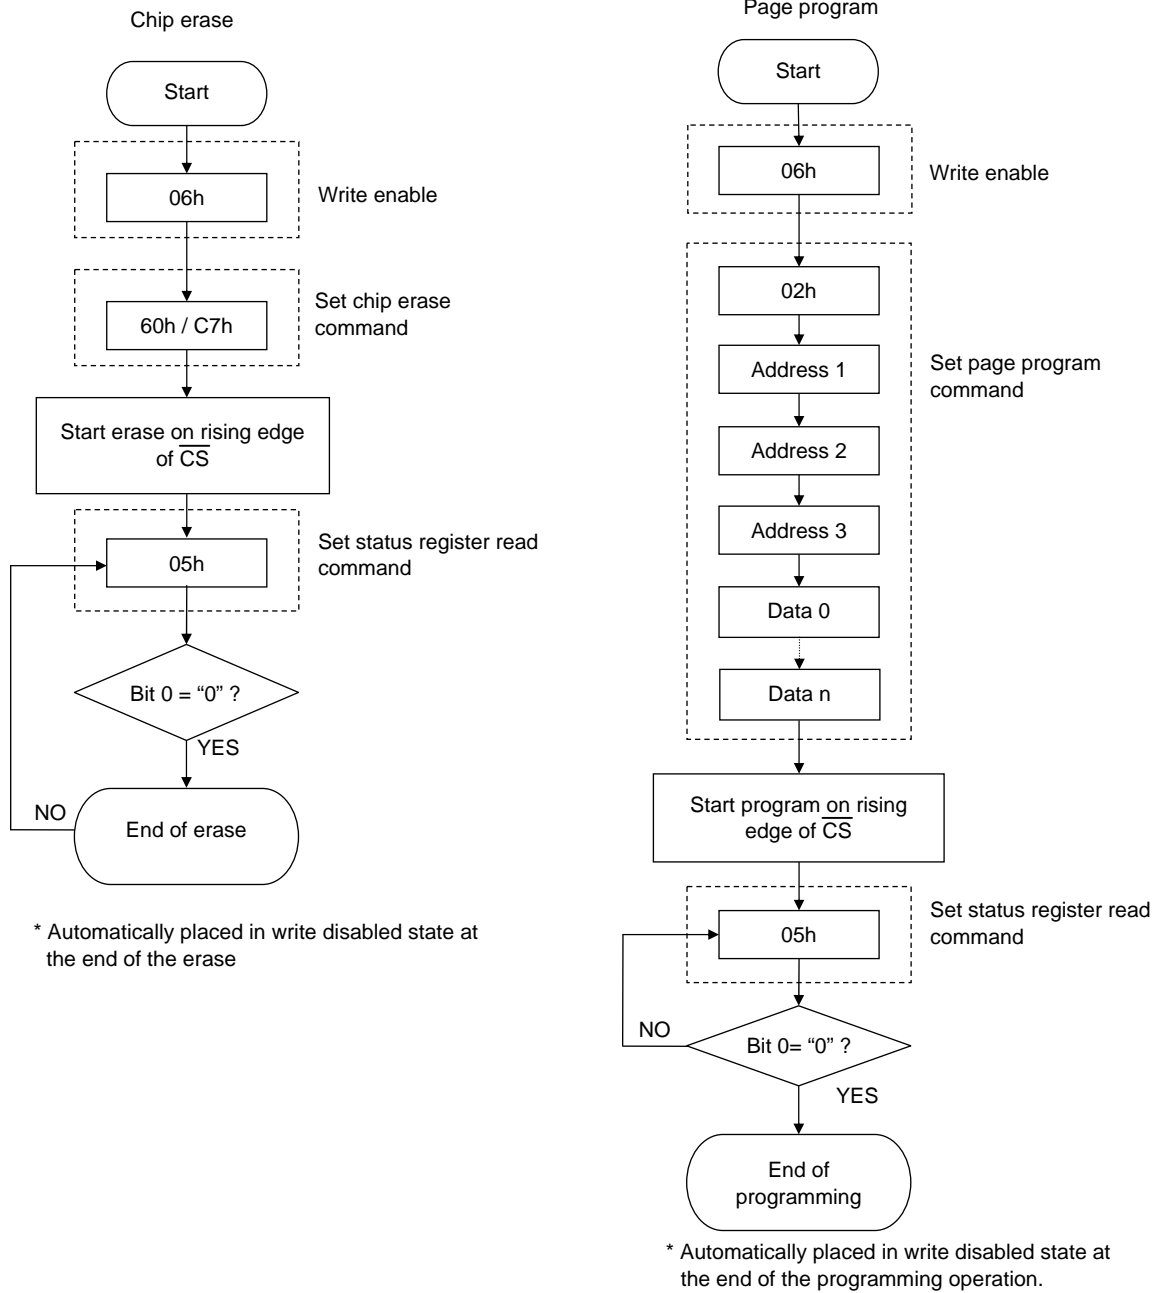 Chip erase
Start
06h
Write enable
60h / C7h
Set chip erase
command
Start erase on rising edge
of C̅S̅
05h
Set status register read
command
Bit 0 = “0” ?
YES
NO
End of erase
* Automatically placed in write disabled state at
the end of the erase
Page program
Start
06h
Write enable
02h
Address 1
Set page program
command
Address 2
Address 3
Data 0
Data n
Start program on rising
edge of C̅S̅
05h
Set status register read
command
NO
Bit 0= “0” ?
YES
End of
programming
* Automatically placed in write disabled state at
the end of the programming operation.